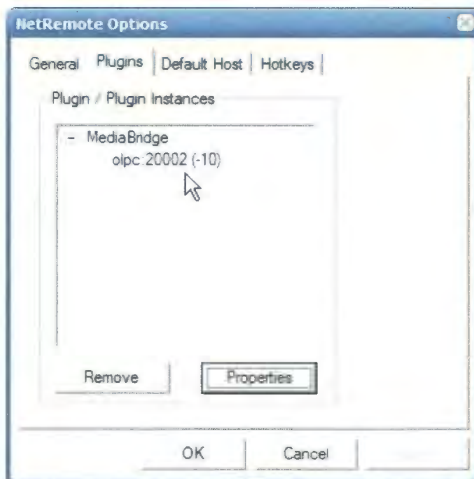 NetRemote Options
General Plugins Default Host Hotkeys
Plugin / Plugin Instances
- MediaBridge
olpc:20002 (-10)
Remove Properties
OK Cancel